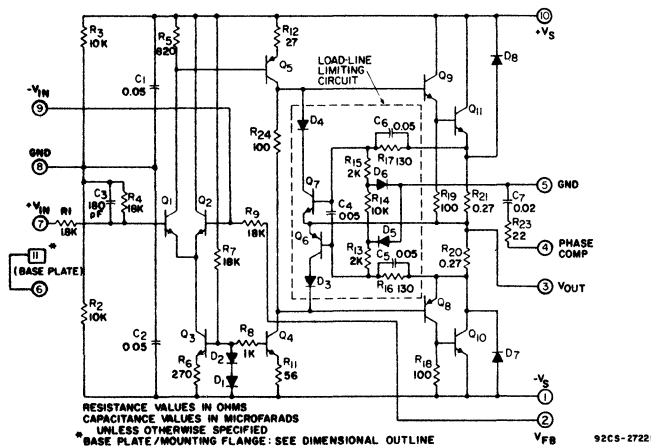 R3
10K
R5
820
R12
27
Q5
LOAD-LINE
LIMITING
CIRCUIT
10
+VS
D8
Q9
Q11
C1
0.05
-VIN
9
D4
C6
0.05
R24
100
R15
2K
R17 130
D6
GND
8
Q7
R14
10K
5
GND
C3
180
pF
R4
18K
Q1
Q2
R9
18K
C4
0.05
R19
100
R21
0.27
C7
0.02
+VIN
7
R1
1.8K
D5
R23
22
Q6
R13
2K
C5
0.05
R20
0.27
4
PHASE
COMP
R7
18K
11
*
(BASE PLATE)
6
D3
R16 130
Q8
3
VOUT
R2
10K
C2
0.05
Q3
R8
1K
Q4
Q10
D2
R6
270
D1
R11
56
R18
100
D7
-VS
1
RESISTANCE VALUES IN OHMS
CAPACITANCE VALUES IN MICROFARADS
UNLESS OTHERWISE SPECIFIED
* BASE PLATE/MOUNTING FLANGE: SEE DIMENSIONAL OUTLINE
2
VFB
92CS-2722